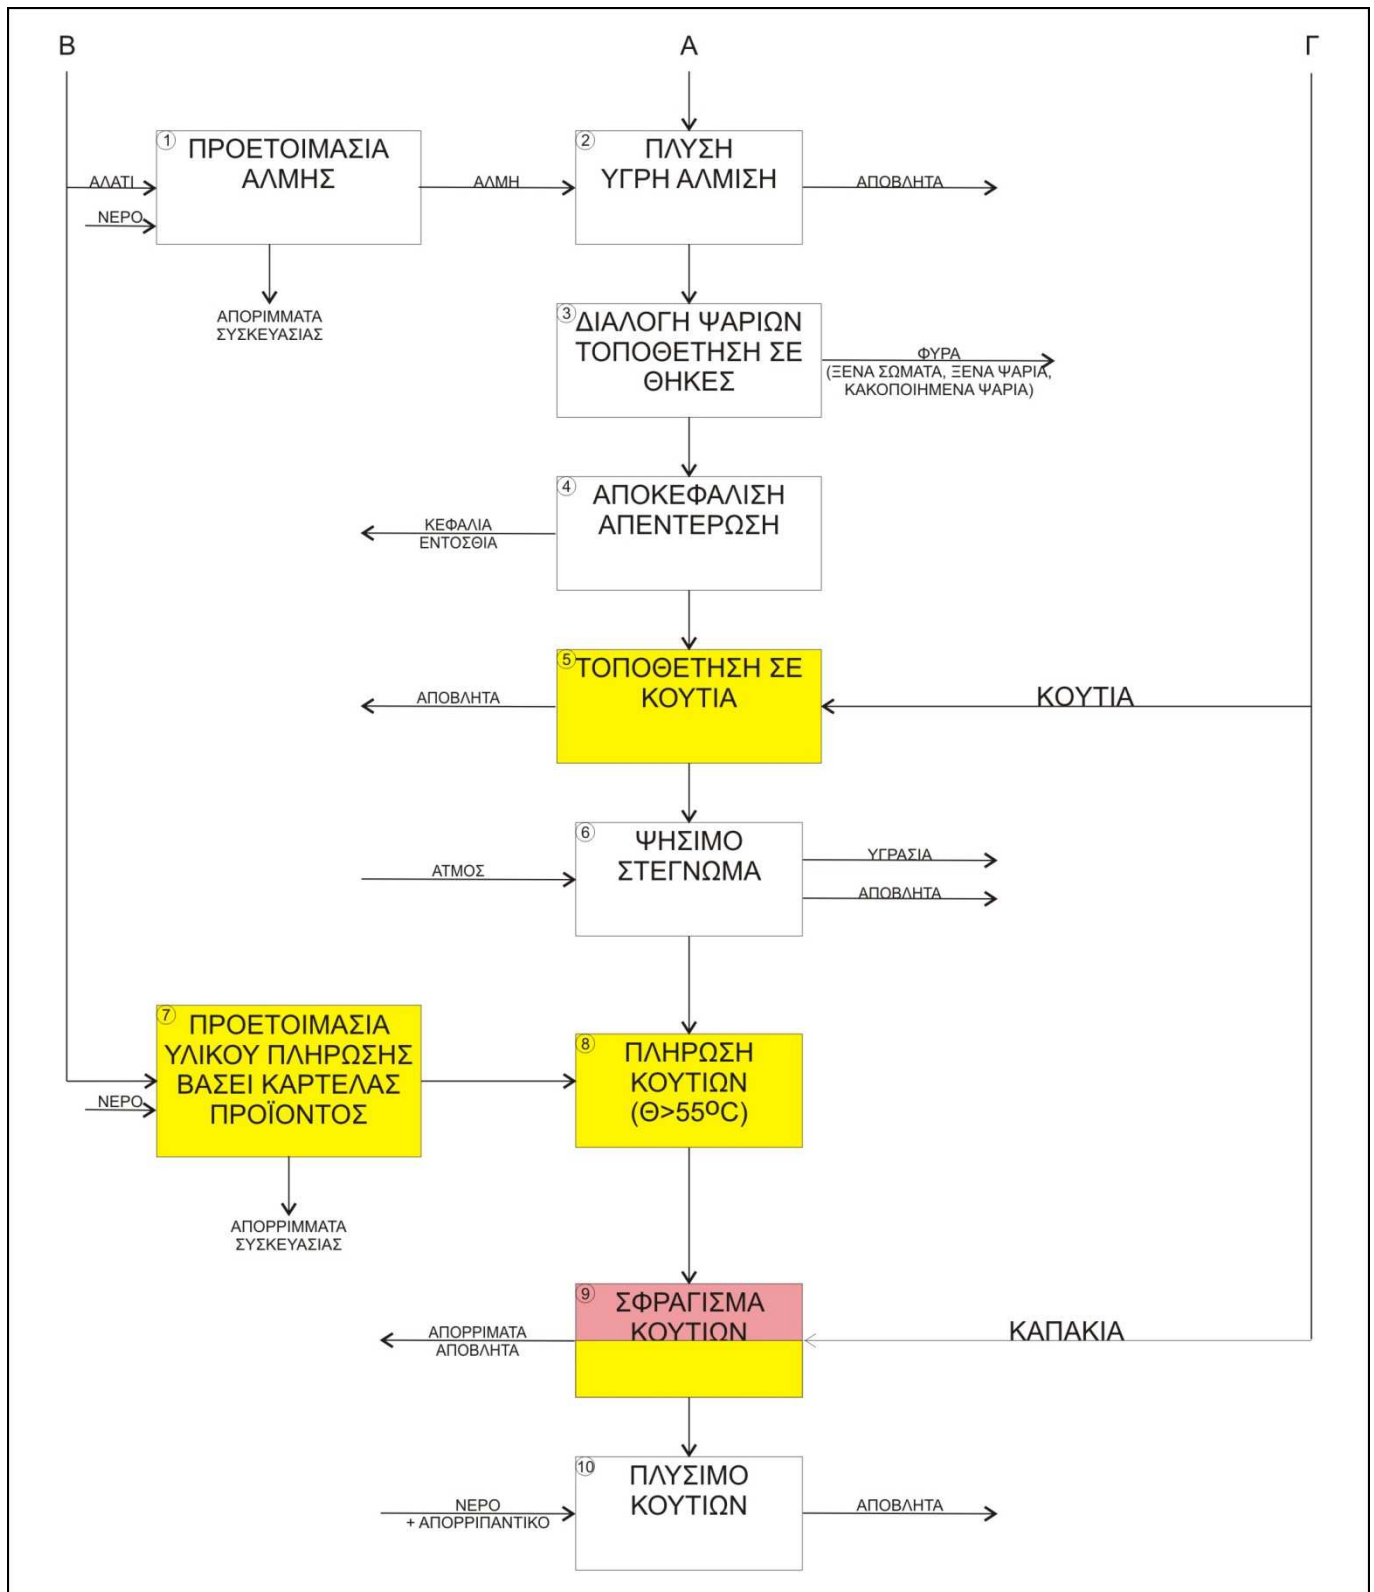 Β
Α
Γ
1
ΠΡΟΕΤΟΙΜΑΣΙΑ
ΑΛΜΗΣ
ΑΛΑΤΙ
ΝΕΡΟ
ΑΛΜΗ
2
ΠΛΥΣΗ
ΥΓΡΗ ΑΛΜΙΣΗ
ΑΠΟΒΛΗΤΑ
ΑΠΟΡΙΜΜΑΤΑ
ΣΥΣΚΕΥΑΣΙΑΣ
3
ΔΙΑΛΟΓΗ ΨΑΡΙΩΝ
ΤΟΠΟΘΕΤΗΣΗ ΣΕ
ΘΗΚΕΣ
ΦΥΡΑ
(ΞΕΝΑ ΣΩΜΑΤΑ, ΞΕΝΑ ΨΑΡΙΑ,
ΚΑΚΟΠΟΙΗΜΕΝΑ ΨΑΡΙΑ)
4
ΑΠΟΚΕΦΑΛΙΣΗ
ΑΠΕΝΤΕΡΩΣΗ
ΚΕΦΑΛΙΑ
ΕΝΤΟΣΘΙΑ
5
ΤΟΠΟΘΕΤΗΣΗ ΣΕ
ΚΟΥΤΙΑ
ΑΠΟΒΛΗΤΑ
ΚΟΥΤΙΑ
6
ΨΗΣΙΜΟ
ΣΤΕΓΝΩΜΑ
ΑΤΜΟΣ
ΥΓΡΑΣΙΑ
ΑΠΟΒΛΗΤΑ
7
ΠΡΟΕΤΟΙΜΑΣΙΑ
ΥΛΙΚΟΥ ΠΛΗΡΩΣΗΣ
ΒΑΣΕΙ ΚΑΡΤΕΛΑΣ
ΠΡΟΪΟΝΤΟΣ
ΝΕΡΟ
8
ΠΛΗΡΩΣΗ
ΚΟΥΤΙΩΝ
(Θ>55ºC)
ΑΠΟΡΡΙΜΜΑΤΑ
ΣΥΣΚΕΥΑΣΙΑΣ
9
ΣΦΡΑΓΙΣΜΑ
ΚΟΥΤΙΩΝ
ΑΠΟΡΡΙΜΑΤΑ
ΑΠΟΒΛΗΤΑ
ΚΑΠΑΚΙΑ
10
ΠΛΥΣΙΜΟ
ΚΟΥΤΙΩΝ
ΝΕΡΟ
+ ΑΠΟΡΡΙΠΑΝΤΙΚΟ
ΑΠΟΒΛΗΤΑ